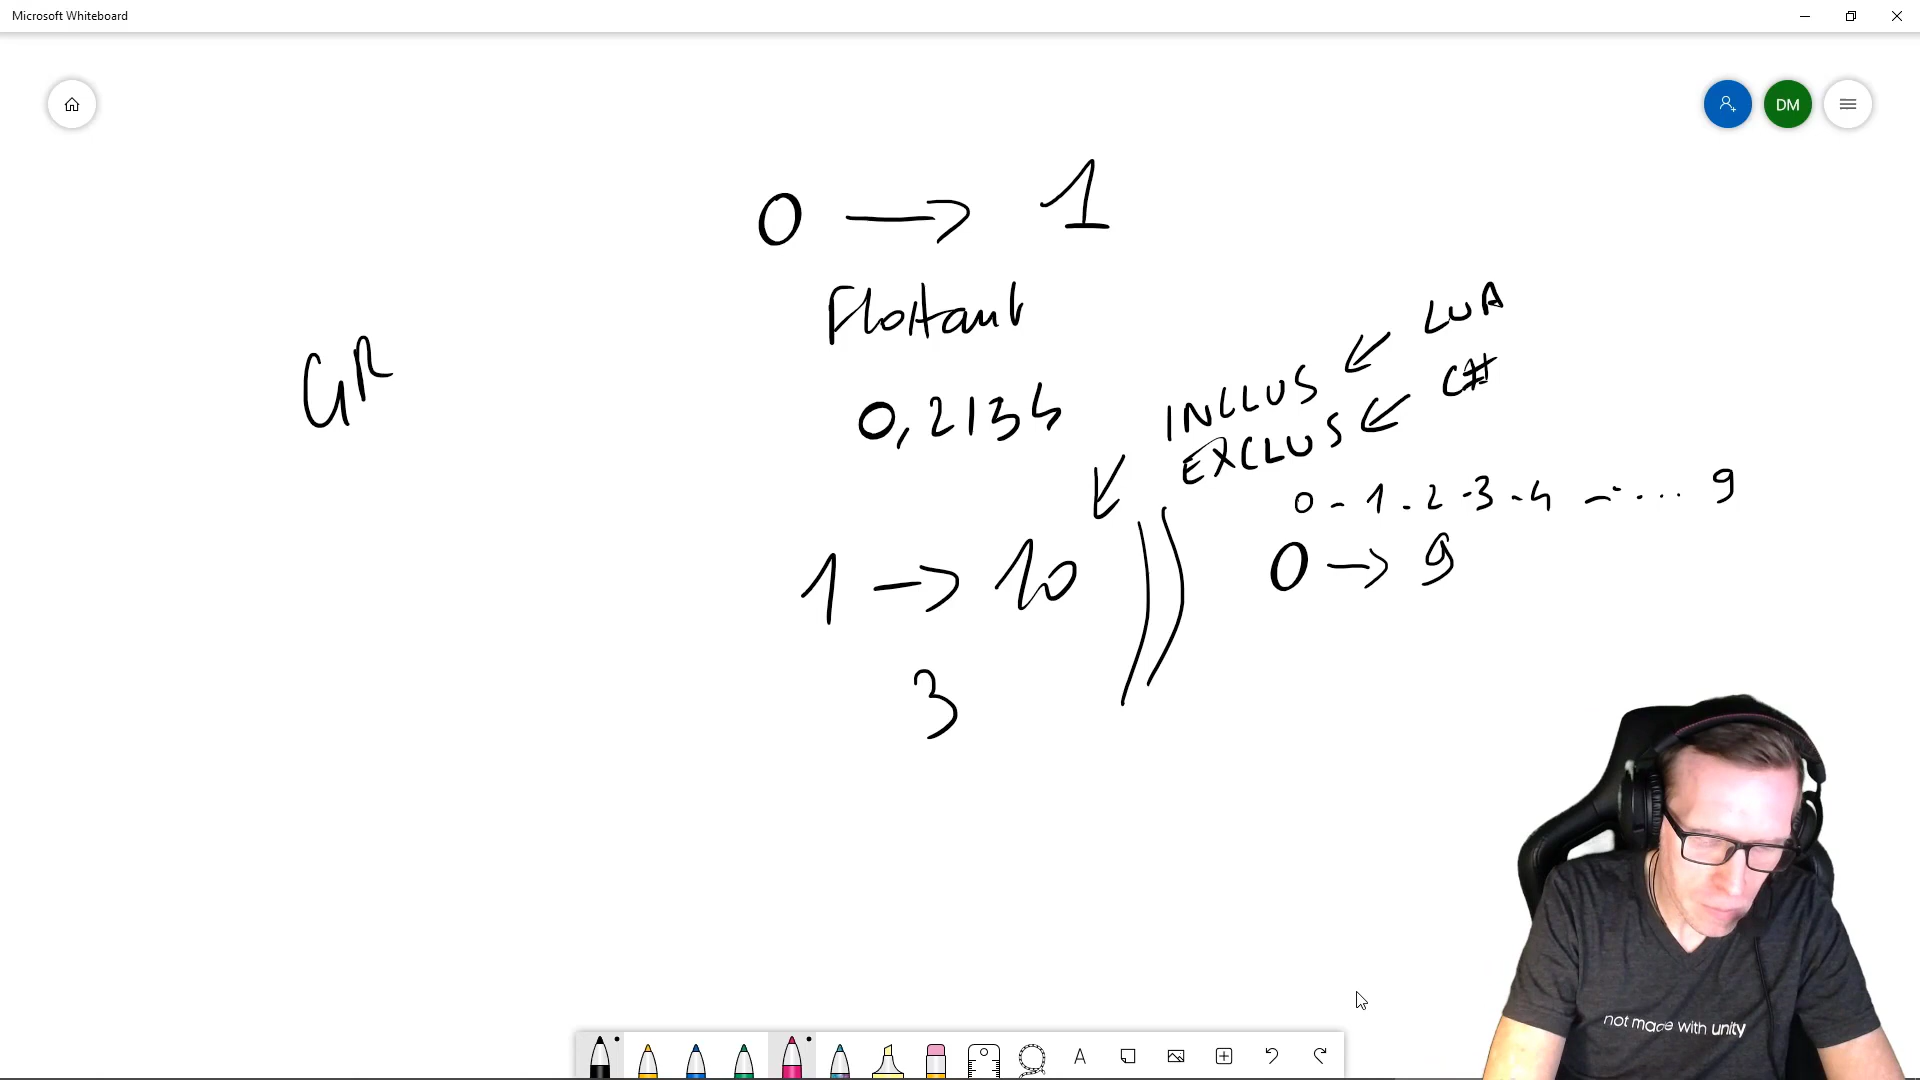 Microsoft Whiteboard
DM
0 → 1
Flottant
GR
0,2134
INCLUS ← LUA
EXCLUS ← C#
0 - 1 - 2 - 3 - 4 - .... 9
1 → 10
0 → 9
3
not made with unity
A